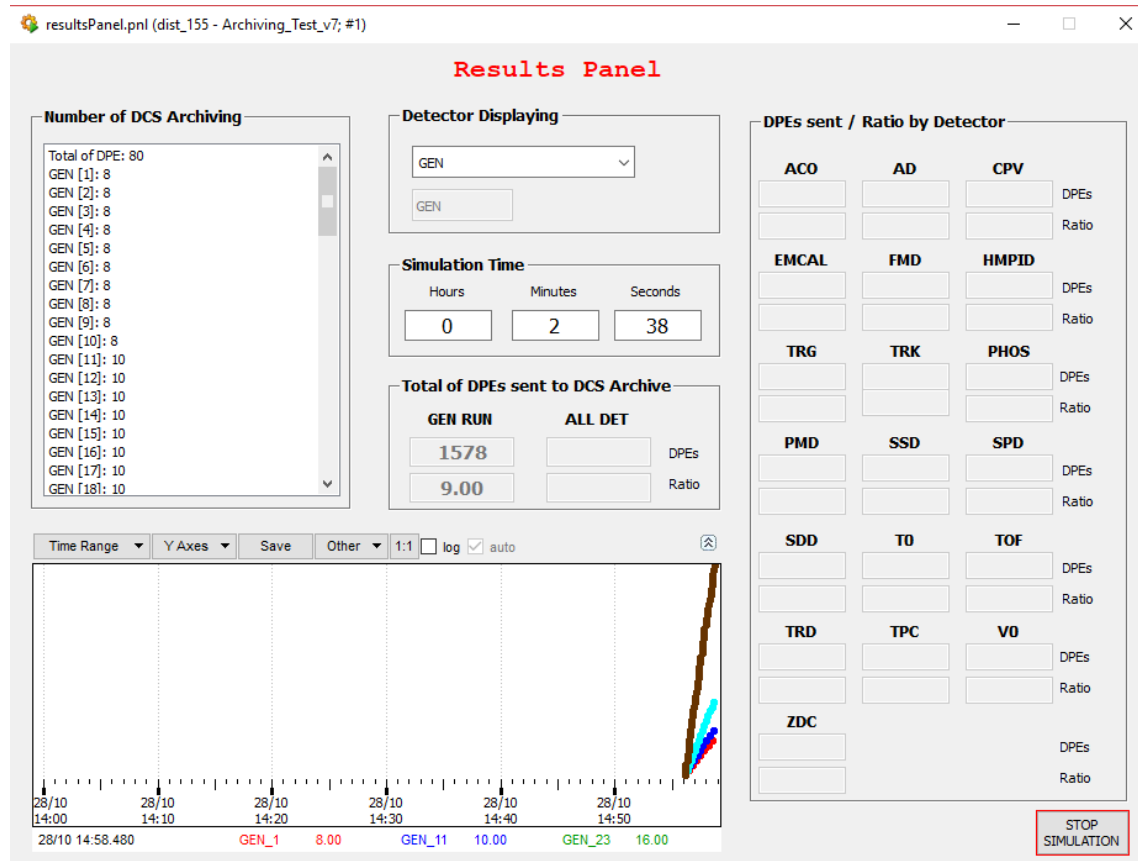 resultsPanel.pnl (dist_155 - Archiving_Test_v7; #1)
Results Panel
Number of DCS Archiving
Total of DPE: 80
GEN [1]: 8
GEN [2]: 8
GEN [3]: 8
GEN [4]: 8
GEN [5]: 8
GEN [6]: 8
GEN [7]: 8
GEN [8]: 8
GEN [9]: 8
GEN [10]: 8
GEN [11]: 10
GEN [12]: 10
GEN [13]: 10
GEN [14]: 10
GEN [15]: 10
GEN [16]: 10
GEN [17]: 10
GEN [18]: 10
Detector Displaying
GEN
GEN
Simulation Time
Hours Minutes Seconds
0 2 38
Total of DPEs sent to DCS Archive
GEN RUN ALL DET
1578 DPEs
9.00 Ratio
DPEs sent / Ratio by Detector
ACO AD CPV
DPEs
Ratio
EMCAL FMD HMPID
DPEs
Ratio
TRG TRK PHOS
DPEs
Ratio
PMD SSD SPD
DPEs
Ratio
SDD T0 TOF
DPEs
Ratio
TRD TPC V0
DPEs
Ratio
ZDC
DPEs
Ratio
Time Range Y Axes Save Other 1:1 log auto
28/10 28/10 28/10 28/10 28/10 28/10
14:00 14:10 14:20 14:30 14:40 14:50
28/10 14:58.480 GEN_1 8.00 GEN_11 10.00 GEN_23 16.00
STOP
SIMULATION